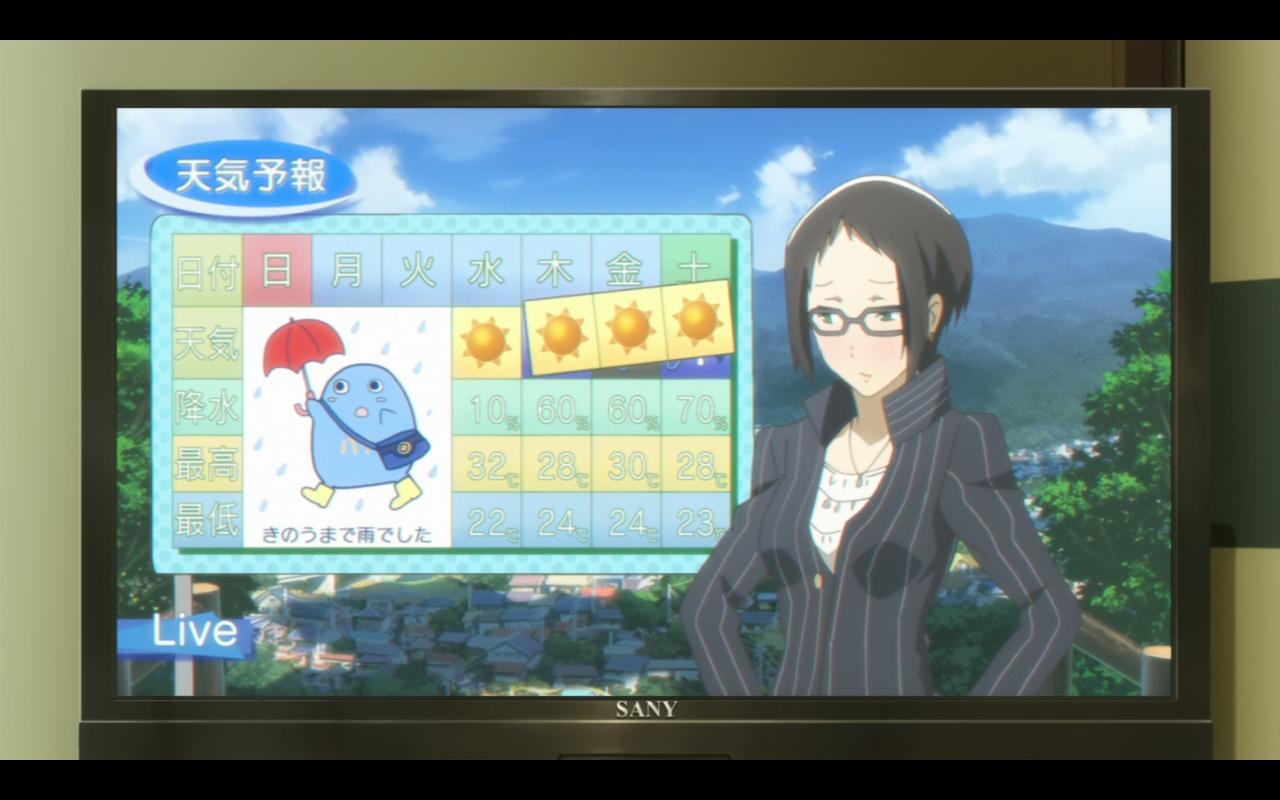 天気予報
日付 日 月 火 水 木 金 土
天気
降水 10% 60% 60% 70%
最高 32℃ 28℃ 30℃ 28℃
最低 22℃ 24℃ 24℃ 23℃
きのうまで雨でした
Live
SANY